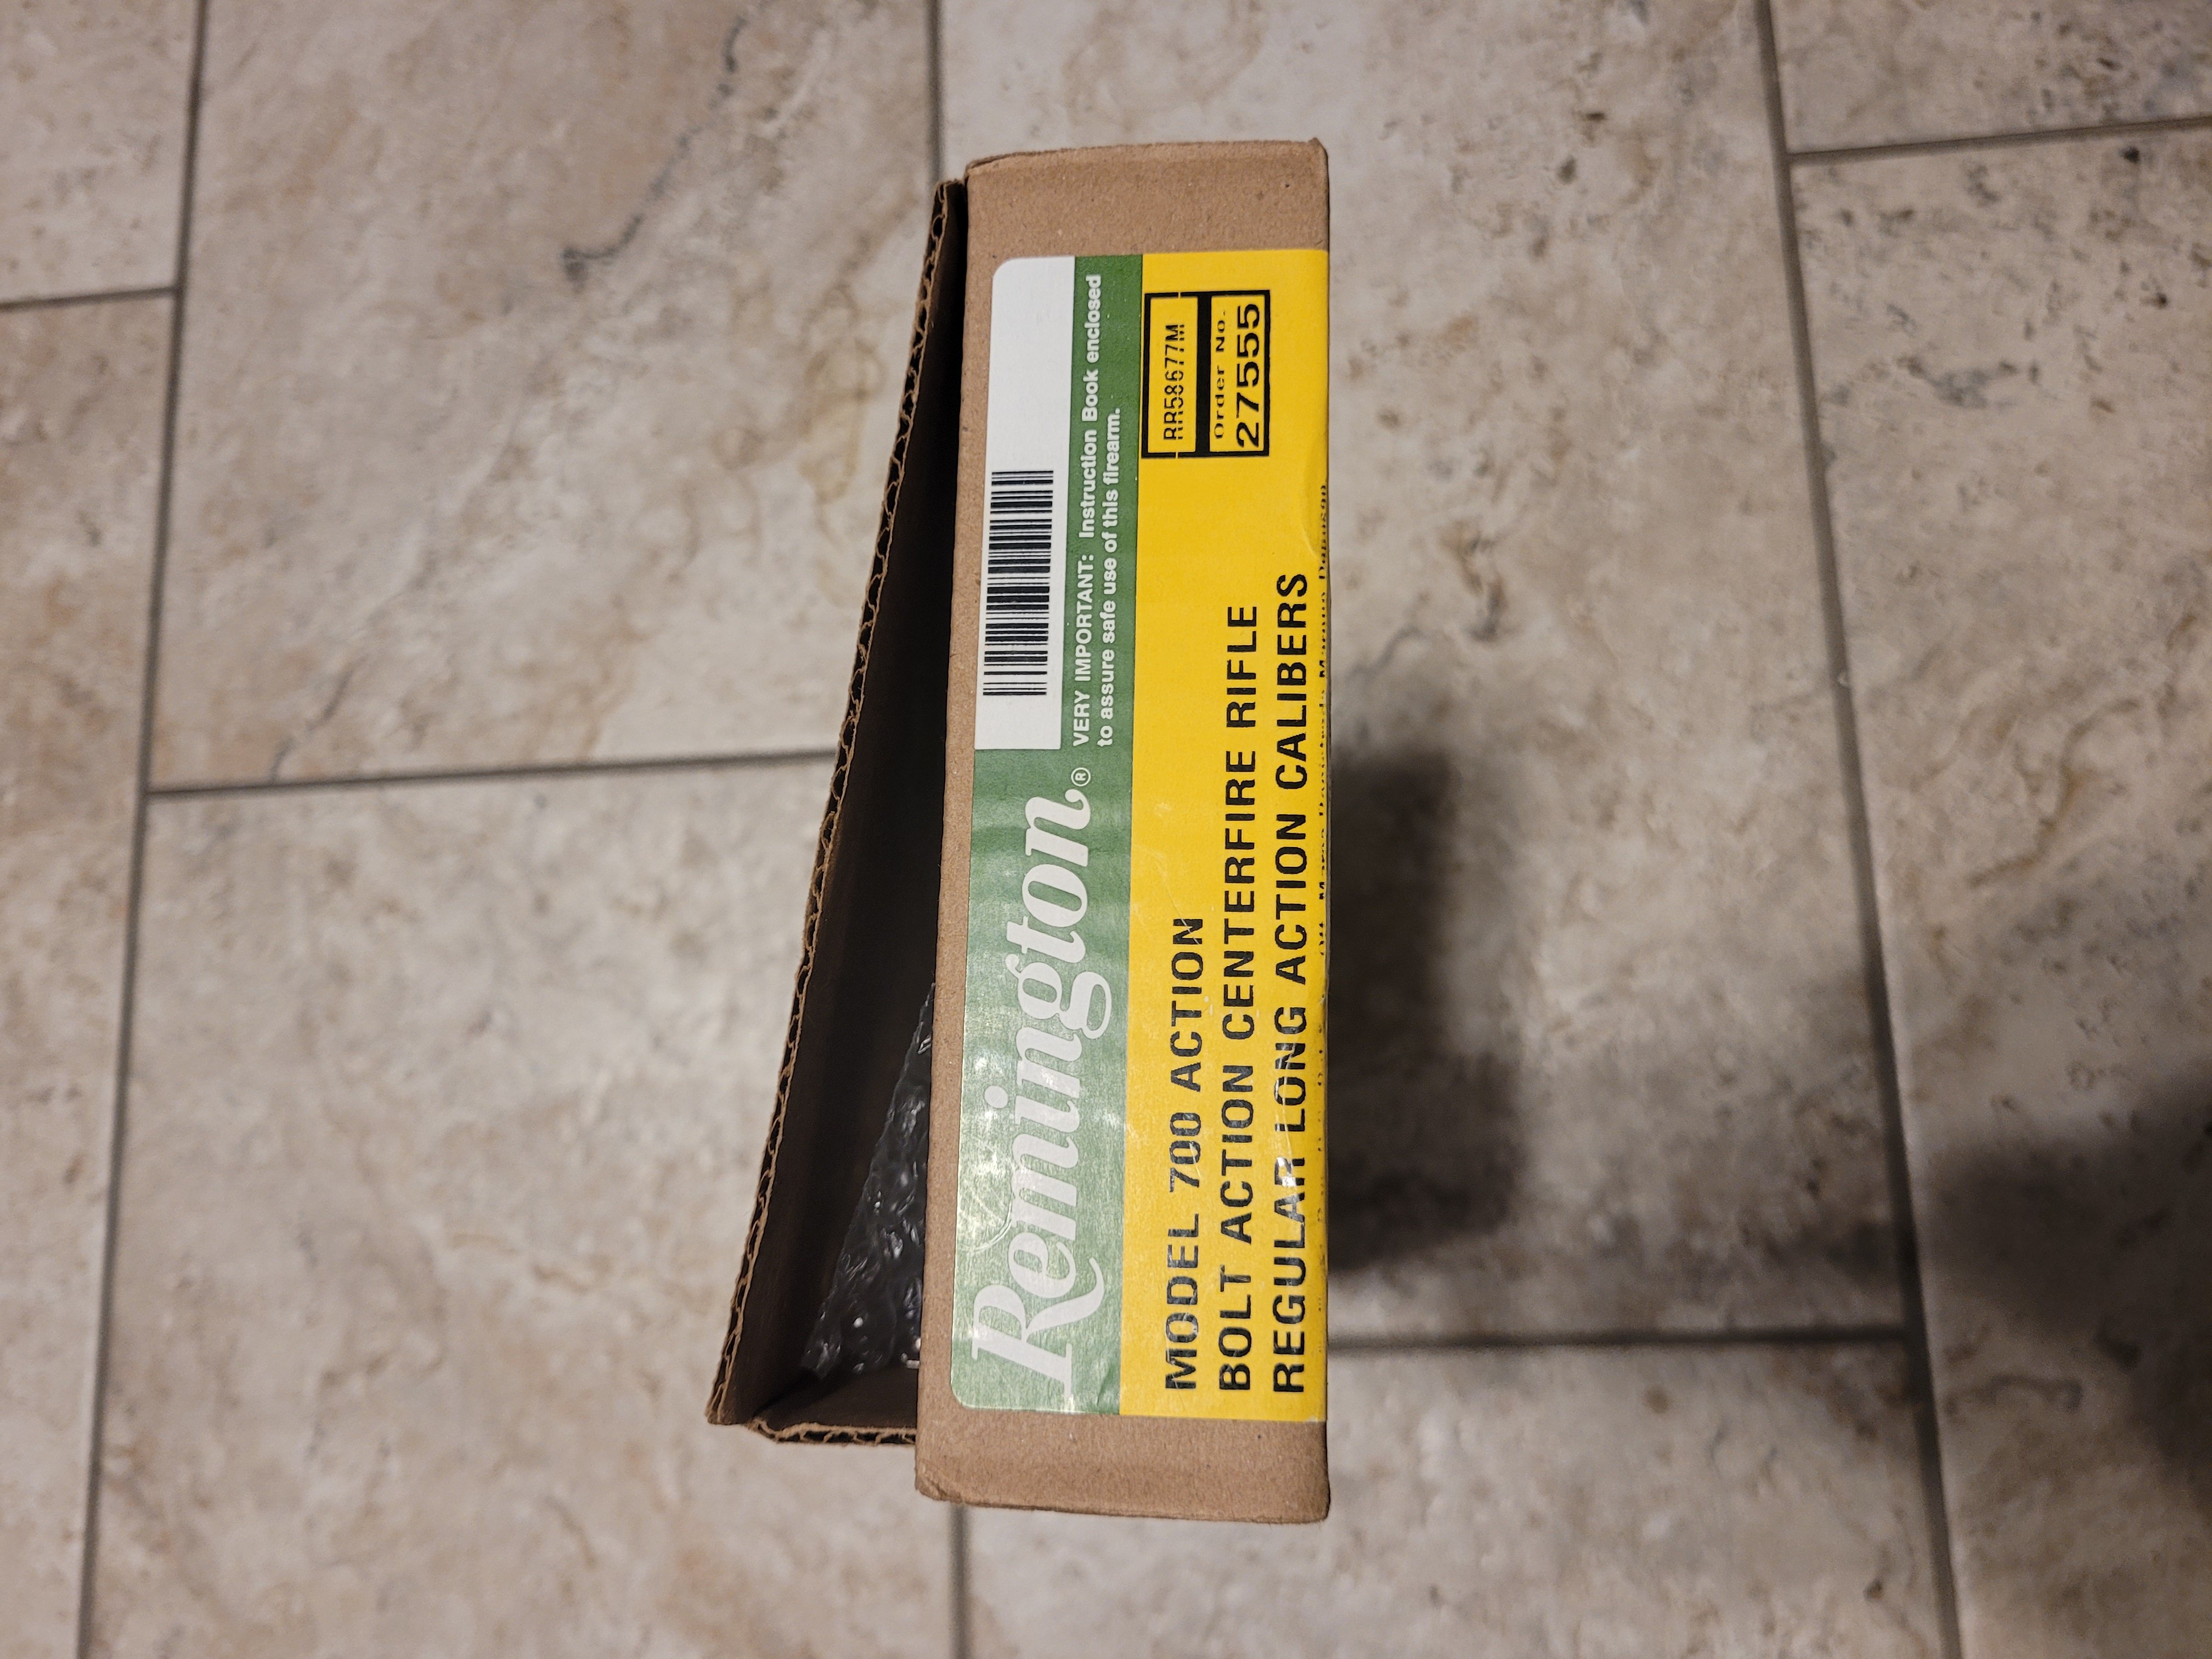 Remington®
VERY IMPORTANT: Instruction Book enclosed
to assure safe use of this firearm.
MODEL 700 ACTION
BOLT ACTION CENTERFIRE RIFLE
REGULAR LONG ACTION CALIBERS
RR58677M
Order No.
27555